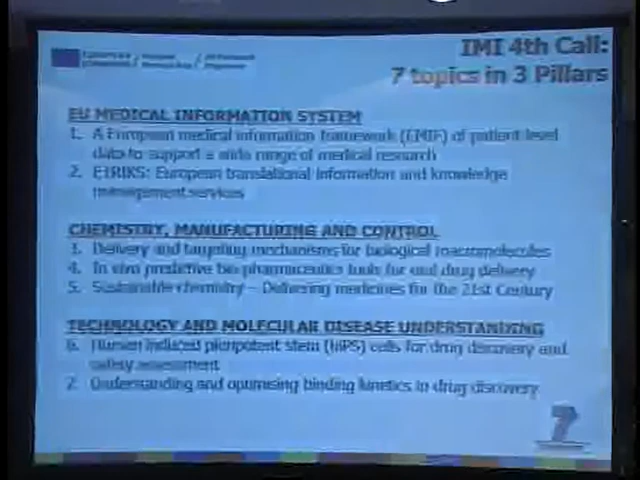 IMI 4th Call:
7 topics in 3 Pillars
EU MEDICAL INFORMATION SYSTEM
1. A European medical information framework (EMIF) of patient level
data to support a wide range of medical research
2. ETRIKS: European translational information and knowledge
management services
CHEMISTRY, MANUFACTURING AND CONTROL
3. Delivery and targeting mechanisms for biological macromolecules
4. In vivo predictive bio pharmaceutics tools for oral drug delivery
5. Sustainable chemistry – Delivering medicines for the 21st Century
TECHNOLOGY AND MOLECULAR DISEASE UNDERSTANDING
6. Human induced pluripotent stem (hiPS) cells for drug discovery and
safety assessment
7. Understanding and optimising binding kinetics in drug discovery
7